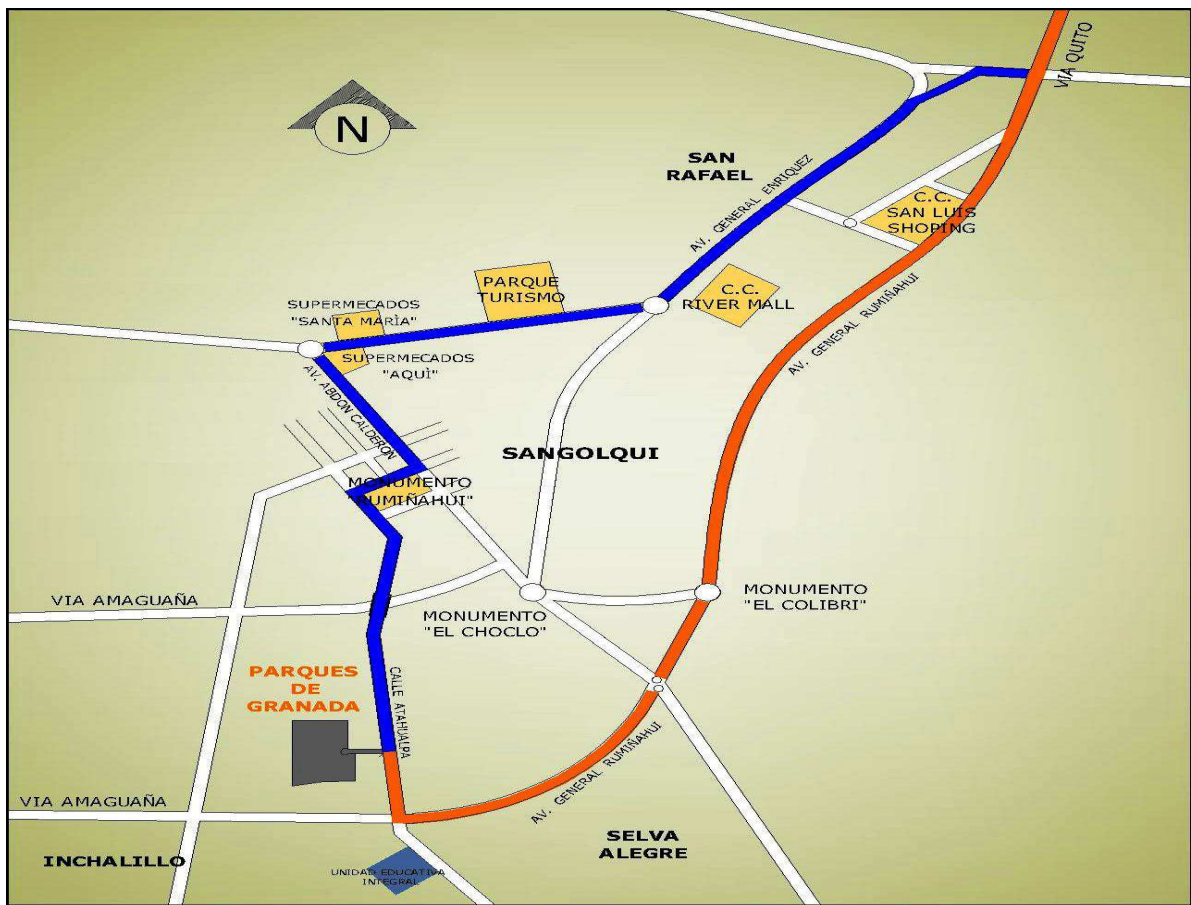 VIA QUITO
N
SAN
RAFAEL
AV. GENERAL ENRIQUEZ
C.C.
SAN LUIS
SHOPING
PARQUE
TURISMO
C.C.
RIVER MALL
SUPERMECADOS
"SANTA MARÌA"
AV. GENERAL RUMIÑAHUI
SUPERMECADOS
"AQUÌ"
AV. ABDON CALDERON
SANGOLQUI
MONUMENTO
"RUMIÑAHUI"
VIA AMAGUAÑA
MONUMENTO
"EL COLIBRI"
MONUMENTO
"EL CHOCLO"
PARQUES
DE
GRANADA
CALLE ATAHUALPA
AV. GENERAL RUMIÑAHUI
VIA AMAGUAÑA
SELVA
ALEGRE
INCHALILLO
UNIDAD EDUCATIVA
INTEGRAL